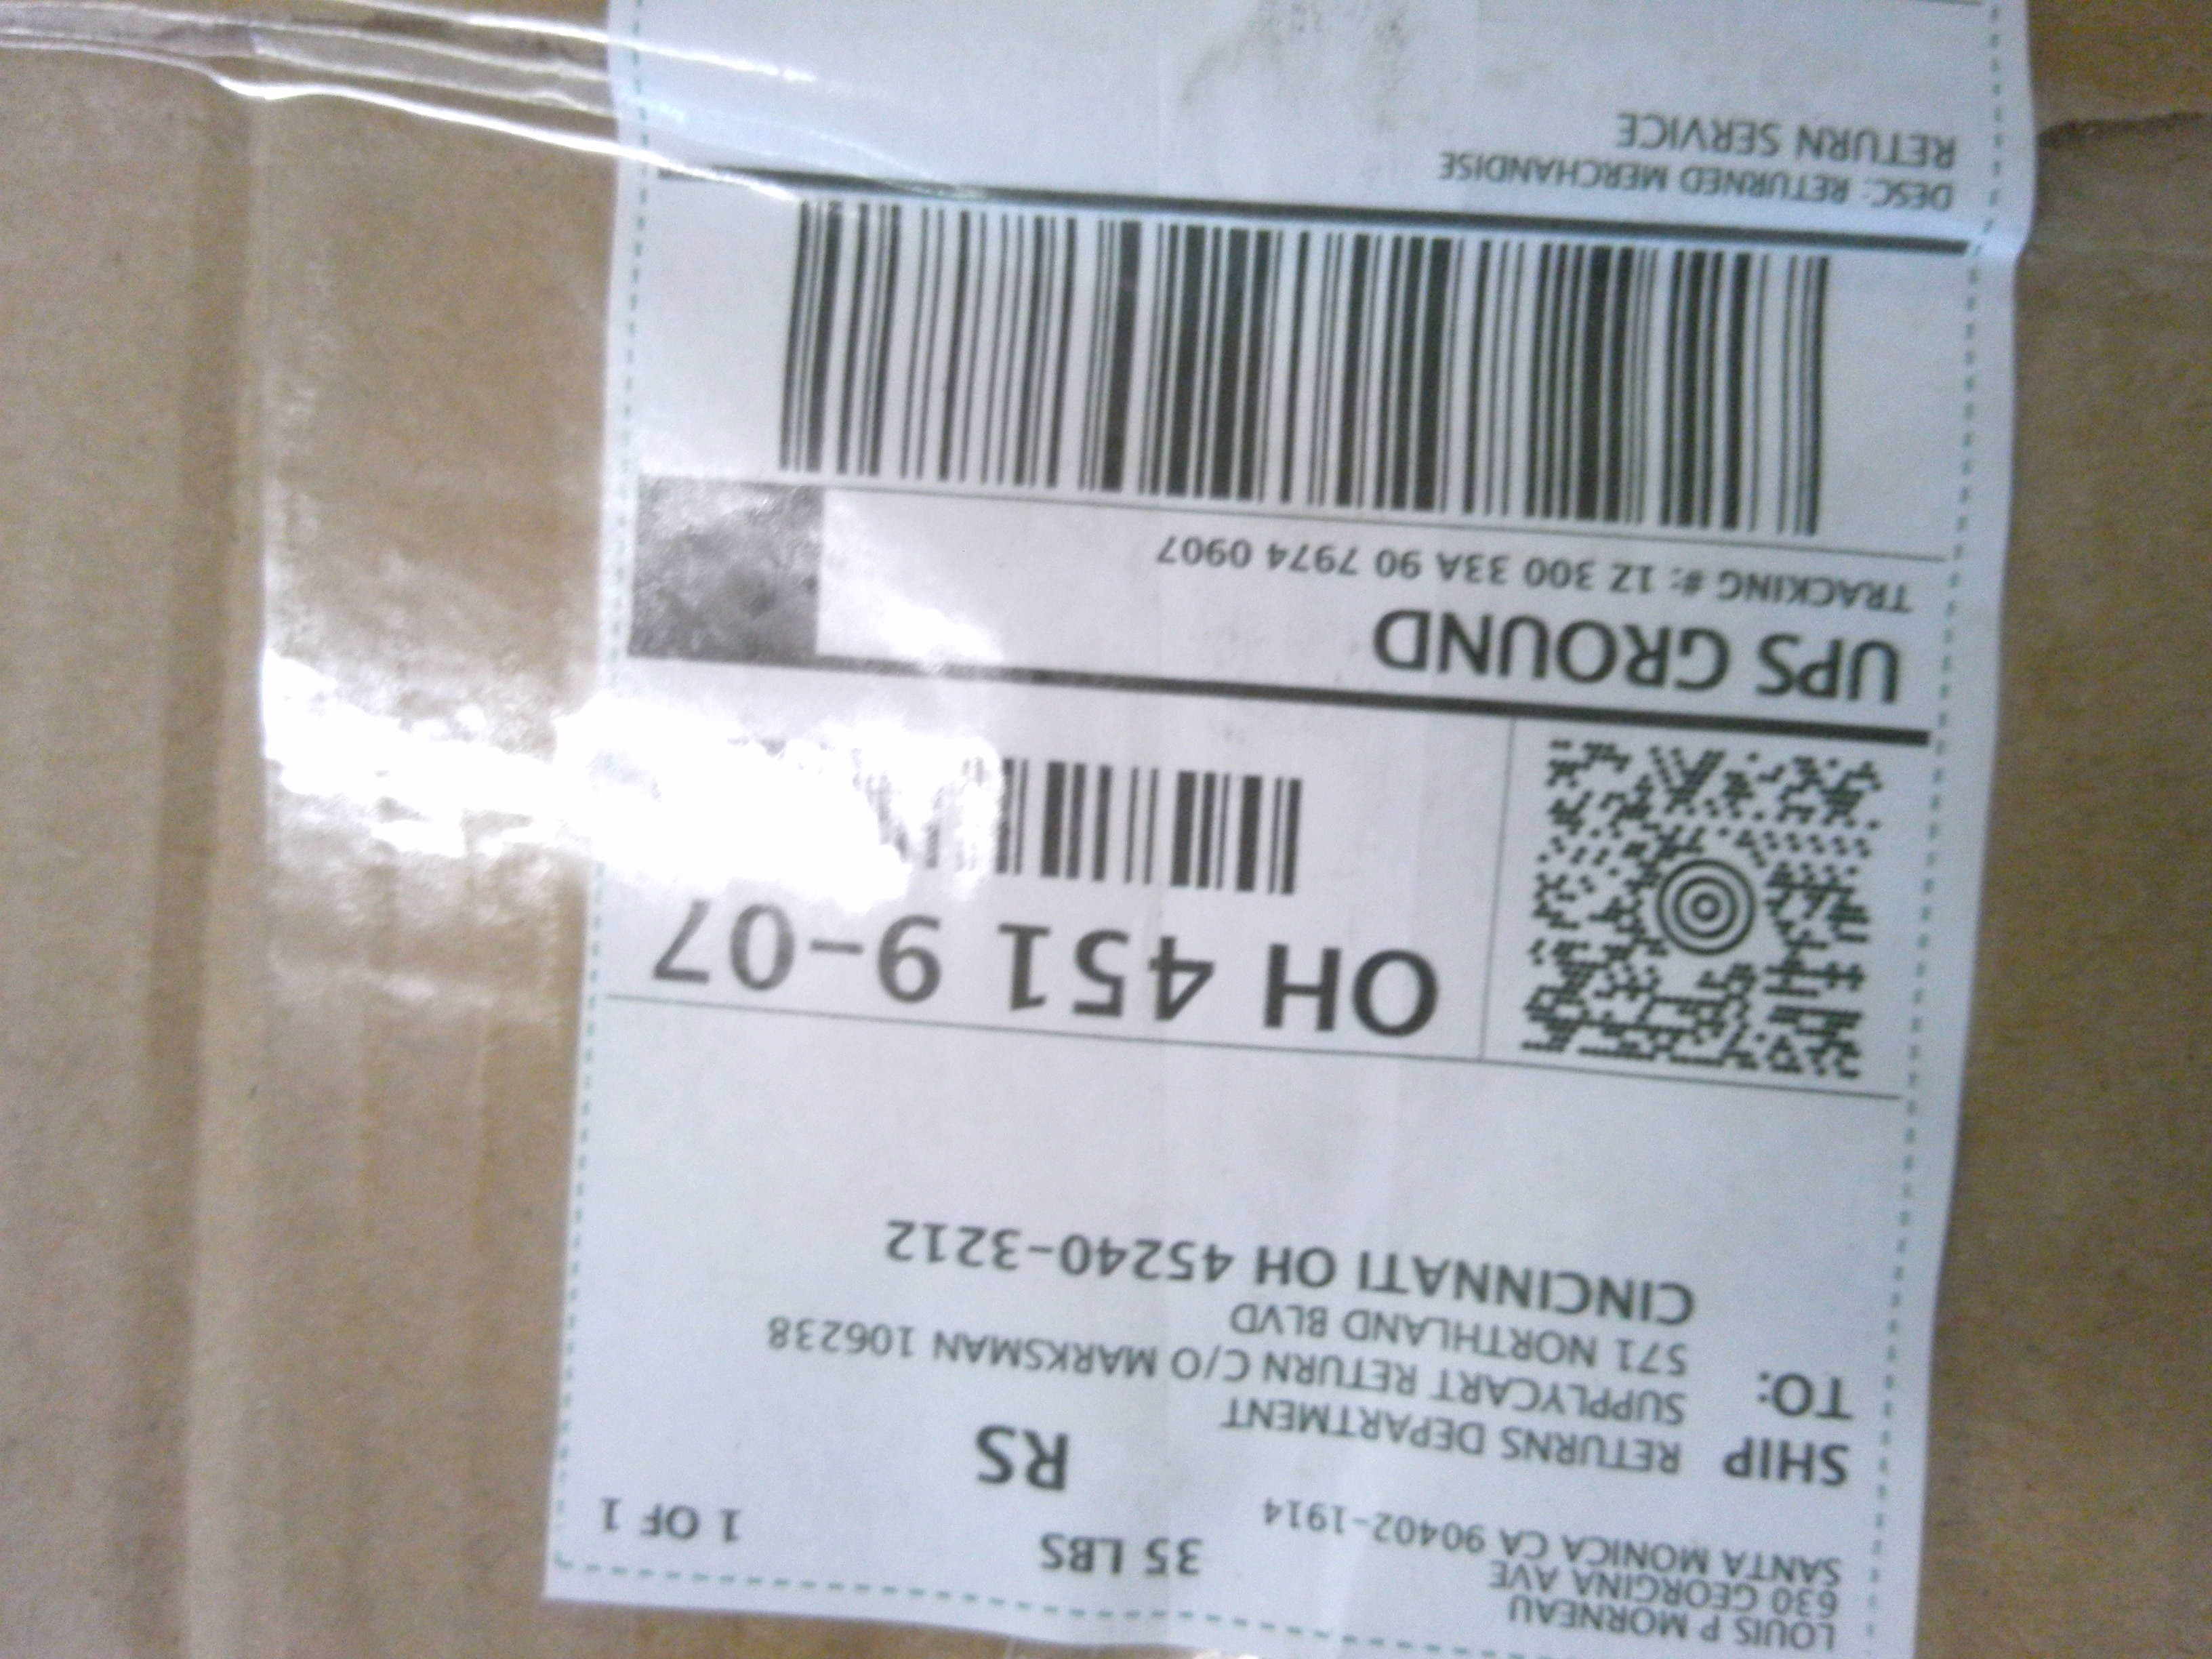 LOUIS P MORNEAU
630 GEORGINA AVE
SANTA MONICA CA 90402-1914
35 LBS
1 OF 1
RS
SHIP
TO:
RETURNS DEPARTMENT
SUPPLYCART RETURN C/O MARKSMAN 106238
571 NORTHLAND BLVD
CINCINNATI OH 45240-3212
OH 451 9-07
UPS GROUND
TRACKING #: 1Z 300 33A 90 7974 0907
DESC: RETURNED MERCHANDISE
RETURN SERVICE